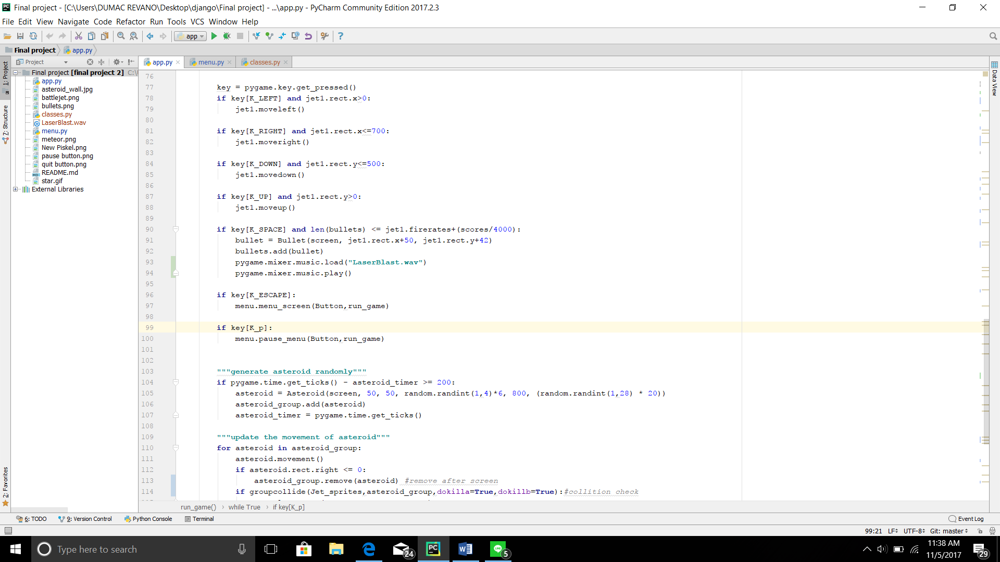 Final project - [C:\Users\DUMAC REVANO\Desktop\django\Final project] - ...\app.py - PyCharm Community Edition 2017.2.3
File Edit View Navigate Code Refactor Run Tools VCS Window Help
app
Final project app.py
Project
app.py menu.py classes.py
1: Project
Z: Structure
2: Favorites
Data View
Final project [final project 2] C:\
app.py
asteroid_wall.jpg
battlejet.png
bullets.png
classes.py
LaserBlast.wav
menu.py
meteor.png
New Piskel.png
pause button.png
quit button.png
README.md
star.gif
External Libraries
76
77 key = pygame.key.get_pressed()
78 if key[K_LEFT] and jet1.rect.x>0:
79 jet1.moveleft()
80
81 if key[K_RIGHT] and jet1.rect.x<=700:
82 jet1.moveright()
83
84 if key[K_DOWN] and jet1.rect.y<=500:
85 jet1.movedown()
86
87 if key[K_UP] and jet1.rect.y>0:
88 jet1.moveup()
89
90 if key[K_SPACE] and len(bullets) <= jet1.firerates+(scores/4000):
91 bullet = Bullet(screen, jet1.rect.x+50, jet1.rect.y+42)
92 bullets.add(bullet)
93 pygame.mixer.music.load("LaserBlast.wav")
94 pygame.mixer.music.play()
95
96 if key[K_ESCAPE]:
97 menu.menu_screen(Button,run_game)
98
99 if key[K_p]:
100 menu.pause_menu(Button,run_game)
101
102
103 """generate asteroid randomly"""
104 if pygame.time.get_ticks() - asteroid_timer >= 200:
105 asteroid = Asteroid(screen, 50, 50, random.randint(1,4)*6, 800, (random.randint(1,28) * 20))
106 asteroid_group.add(asteroid)
107 asteroid_timer = pygame.time.get_ticks()
108
109 """update the movement of asteroid"""
110 for asteroid in asteroid_group:
111 asteroid.movement()
112 if asteroid.rect.right <= 0:
113 asteroid_group.remove(asteroid) #remove after screen
114 if groupcollide(Jet_sprites,asteroid_group,dokilla=True,dokillb=True):#collition check
run_game() › while True › if key[K_p]
6: TODO 9: Version Control Python Console Terminal Event Log
99:21 LF UTF-8 Git: master
Type here to search
24
5
11:38 AM
11/5/2017
29